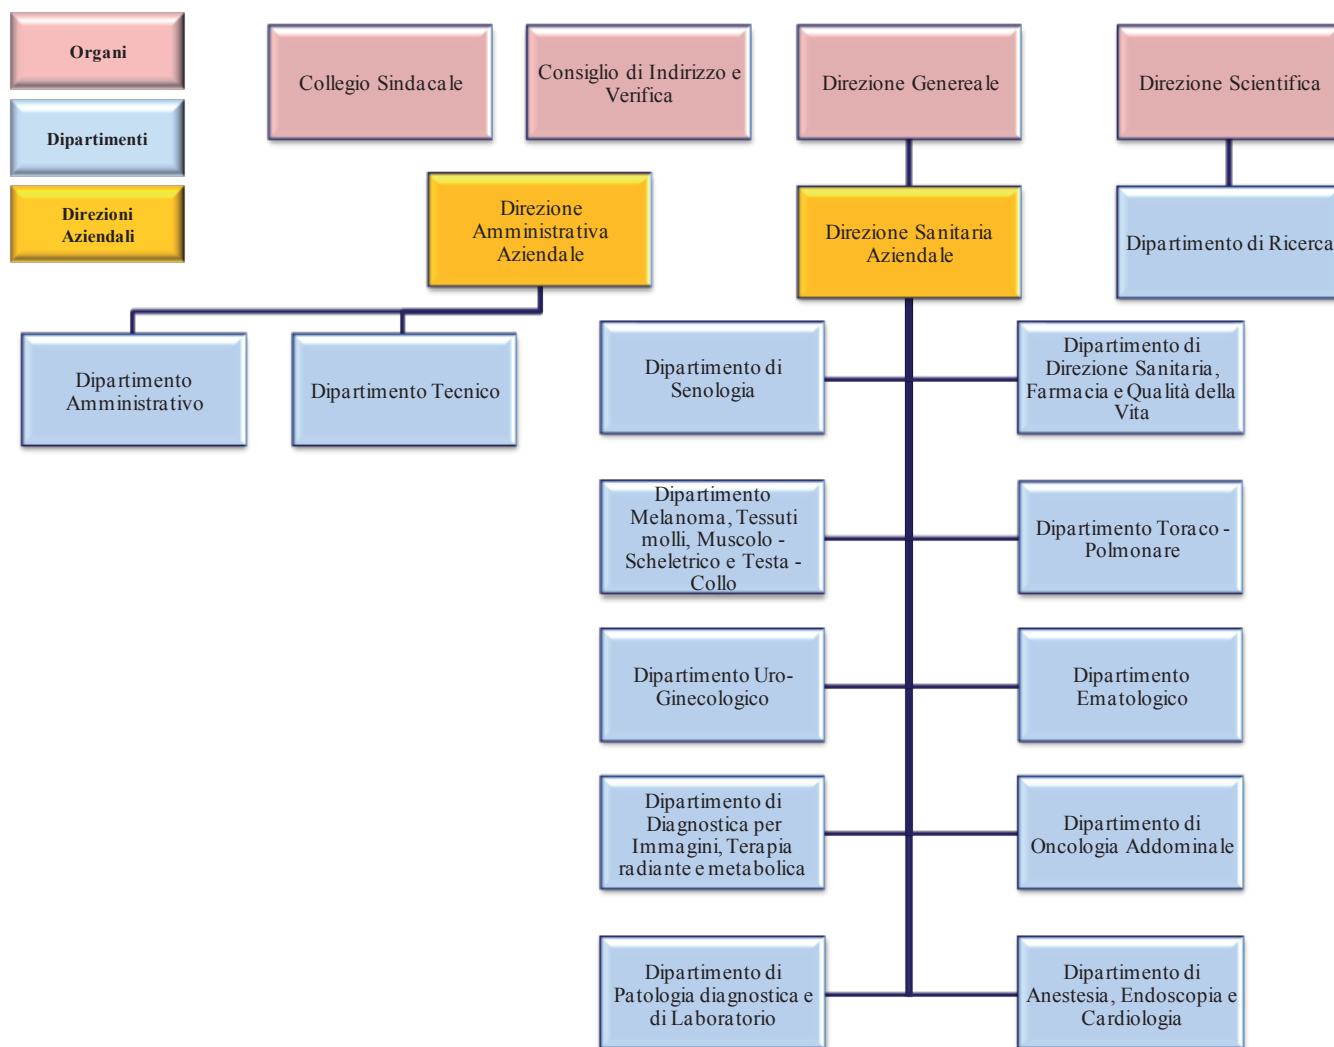 Organi
Dipartimenti
Direzioni
Aziendali
Collegio Sindacale
Consiglio di Indirizzo e
Verifica
Direzione Genereale
Direzione Scientifica
Direzione
Amministrativa
Aziendale
Direzione Sanitaria
Aziendale
Dipartimento di Ricerca
Dipartimento
Amministrativo
Dipartimento Tecnico
Dipartimento di
Senologia
Dipartimento di
Direzione Sanitaria,
Farmacia e Qualità della
Vita
Dipartimento
Melanoma, Tessuti
molli, Muscolo -
Scheletrico e Testa -
Collo
Dipartimento Toraco -
Polmonare
Dipartimento Uro-
Ginecologico
Dipartimento
Ematologico
Dipartimento di
Diagnostica per
Immagini, Terapia
radiante e metabolica
Dipartimento di
Oncologia Addominale
Dipartimento di
Patologia diagnostica e
di Laboratorio
Dipartimento di
Anestesia, Endoscopia e
Cardiologia